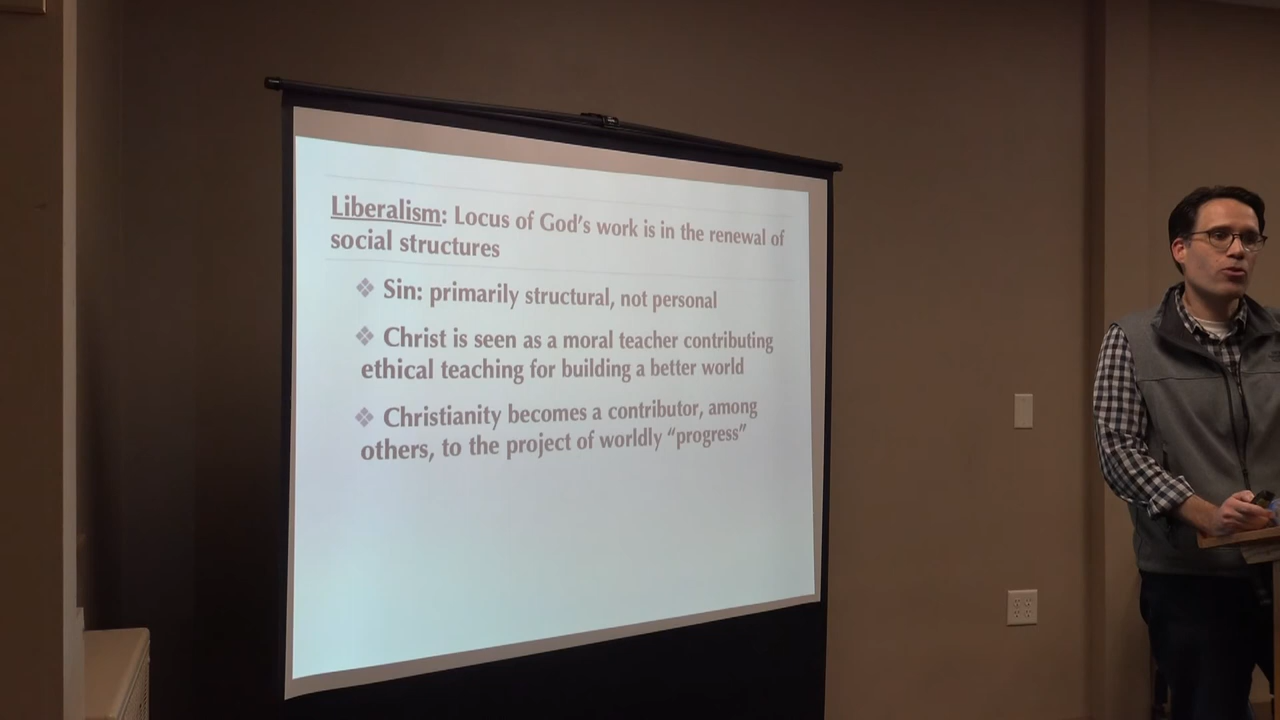 Liberalism: Locus of God's work is in the renewal of
social structures
❖ Sin: primarily structural, not personal
❖ Christ is seen as a moral teacher contributing
ethical teaching for building a better world
❖ Christianity becomes a contributor, among
others, to the project of worldly “progress”